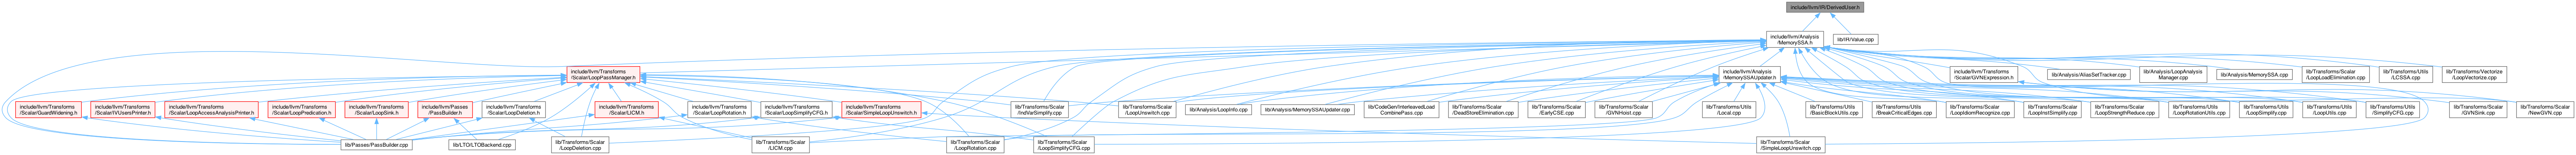 include/llvm/IR/DerivedUser.h
include/llvm/Analysis
/MemorySSA.h
lib/IR/Value.cpp
include/llvm/Transforms
/Scalar/LoopPassManager.h
include/llvm/Analysis
/MemorySSAUpdater.h
include/llvm/Transforms
/Scalar/GVNExpression.h
lib/Analysis/AliasSetTracker.cpp
lib/Analysis/LoopAnalysis
Manager.cpp
lib/Analysis/MemorySSA.cpp
lib/Transforms/Scalar
/LoopLoadElimination.cpp
lib/Transforms/Utils
/LCSSA.cpp
lib/Transforms/Vectorize
/LoopVectorize.cpp
include/llvm/Transforms
/Scalar/GuardWidening.h
include/llvm/Transforms
/Scalar/IVUsersPrinter.h
include/llvm/Transforms
/Scalar/LoopAccessAnalysisPrinter.h
include/llvm/Transforms
/Scalar/LoopPredication.h
include/llvm/Transforms
/Scalar/LoopSink.h
include/llvm/Passes
/PassBuilder.h
include/llvm/Transforms
/Scalar/LoopDeletion.h
include/llvm/Transforms
/Scalar/LICM.h
include/llvm/Transforms
/Scalar/LoopRotation.h
include/llvm/Transforms
/Scalar/LoopSimplifyCFG.h
include/llvm/Transforms
/Scalar/SimpleLoopUnswitch.h
lib/Transforms/Scalar
/IndVarSimplify.cpp
lib/Transforms/Scalar
/LoopUnswitch.cpp
lib/Analysis/LoopInfo.cpp
lib/Analysis/MemorySSAUpdater.cpp
lib/CodeGen/InterleavedLoad
CombinePass.cpp
lib/Transforms/Scalar
/DeadStoreElimination.cpp
lib/Transforms/Scalar
/EarlyCSE.cpp
lib/Transforms/Scalar
/GVNHoist.cpp
lib/Transforms/Utils
/Local.cpp
lib/Transforms/Utils
/BasicBlockUtils.cpp
lib/Transforms/Utils
/BreakCriticalEdges.cpp
lib/Transforms/Scalar
/LoopIdiomRecognize.cpp
lib/Transforms/Scalar
/LoopInstSimplify.cpp
lib/Transforms/Scalar
/LoopStrengthReduce.cpp
lib/Transforms/Utils
/LoopRotationUtils.cpp
lib/Transforms/Utils
/LoopSimplify.cpp
lib/Transforms/Utils
/LoopUtils.cpp
lib/Transforms/Utils
/SimplifyCFG.cpp
lib/Transforms/Scalar
/GVNSink.cpp
lib/Transforms/Scalar
/NewGVN.cpp
lib/Passes/PassBuilder.cpp
lib/LTO/LTOBackend.cpp
lib/Transforms/Scalar
/LoopDeletion.cpp
lib/Transforms/Scalar
/LICM.cpp
lib/Transforms/Scalar
/LoopRotation.cpp
lib/Transforms/Scalar
/LoopSimplifyCFG.cpp
lib/Transforms/Scalar
/SimpleLoopUnswitch.cpp